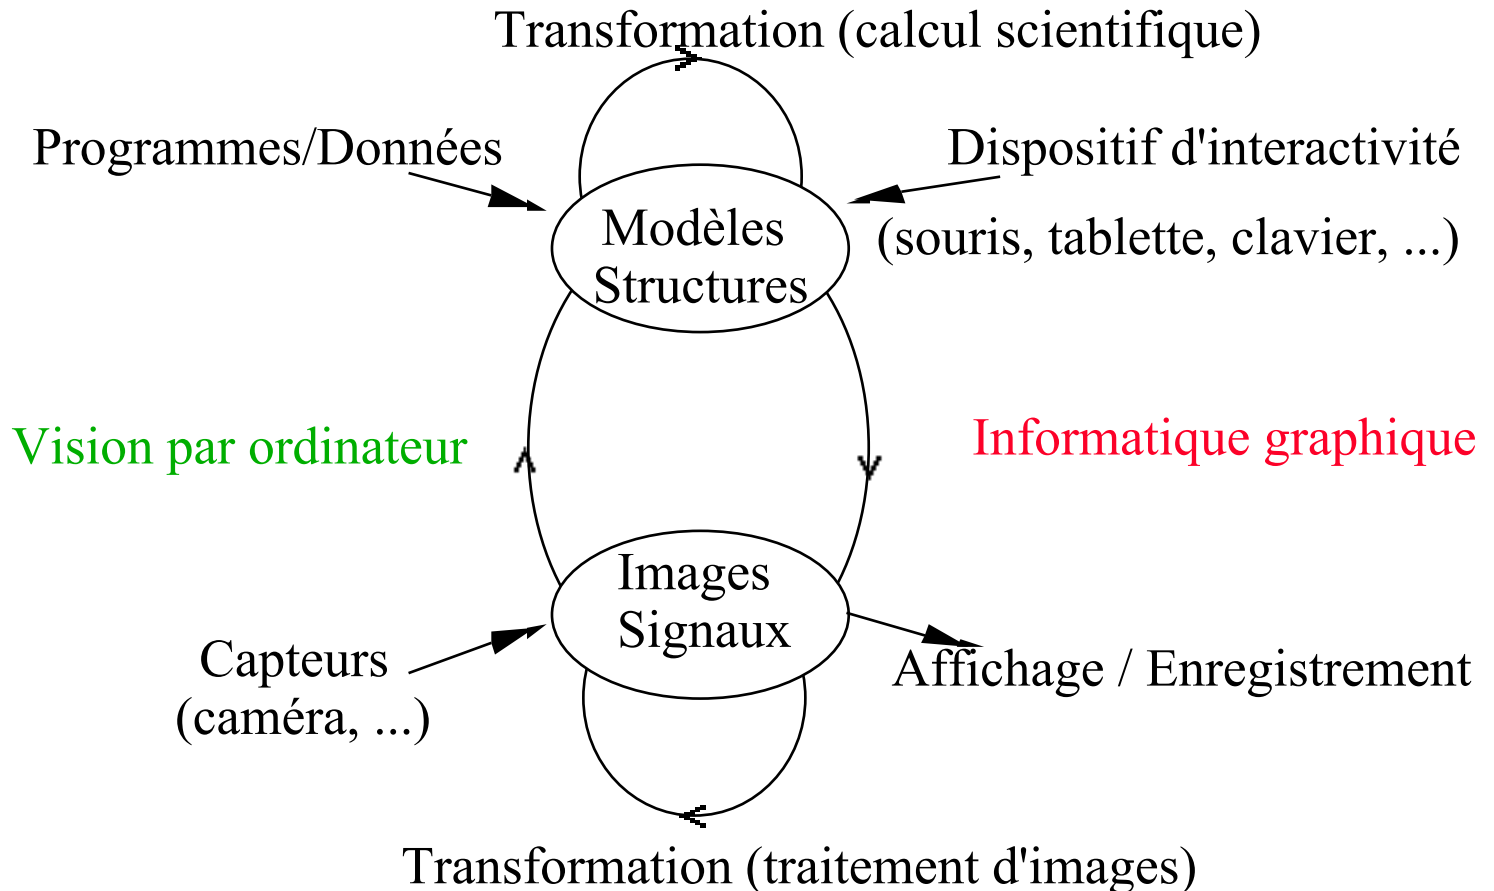 Transformation (calcul scientifique)
Programmes/Données
Dispositif d'interactivité
(souris, tablette, clavier, ...)
Modèles
Structures
Vision par ordinateur
Informatique graphique
Images
Signaux
Capteurs
(caméra, ...)
Affichage / Enregistrement
Transformation (traitement d'images)